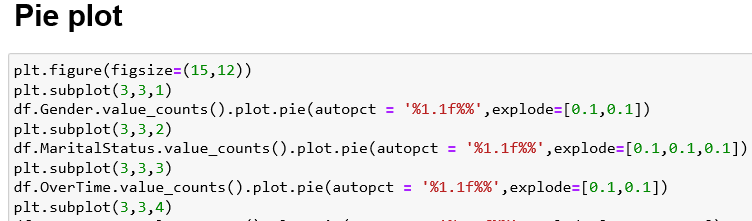 Pie plot
plt.figure(figsize=(15,12))
plt.subplot(3,3,1)
df.Gender.value_counts().plot.pie(autopct = '%1.1f%%',explode=[0.1,0.1])
plt.subplot(3,3,2)
df.MaritalStatus.value_counts().plot.pie(autopct = '%1.1f%%',explode=[0.1,0.1,0.1])
plt.subplot(3,3,3)
df.OverTime.value_counts().plot.pie(autopct = '%1.1f%%',explode=[0.1,0.1])
plt.subplot(3,3,4)